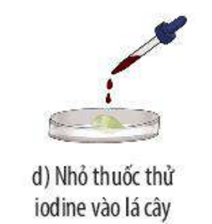 d) Nhỏ thuốc thử
iodine vào lá cây